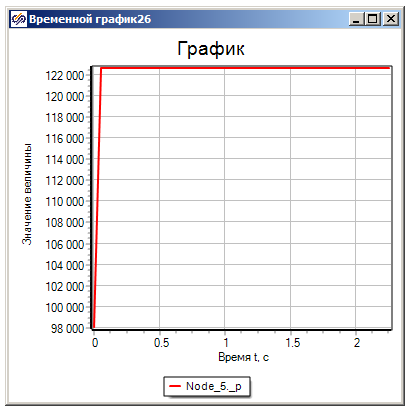 Временной график26
График
122 000
120 000
118 000
116 000
114 000
112 000
110 000
108 000
106 000
104 000
102 000
100 000
98 000
Значение величины
0 0.5 1 1.5 2
Время t, с
Node_5._p